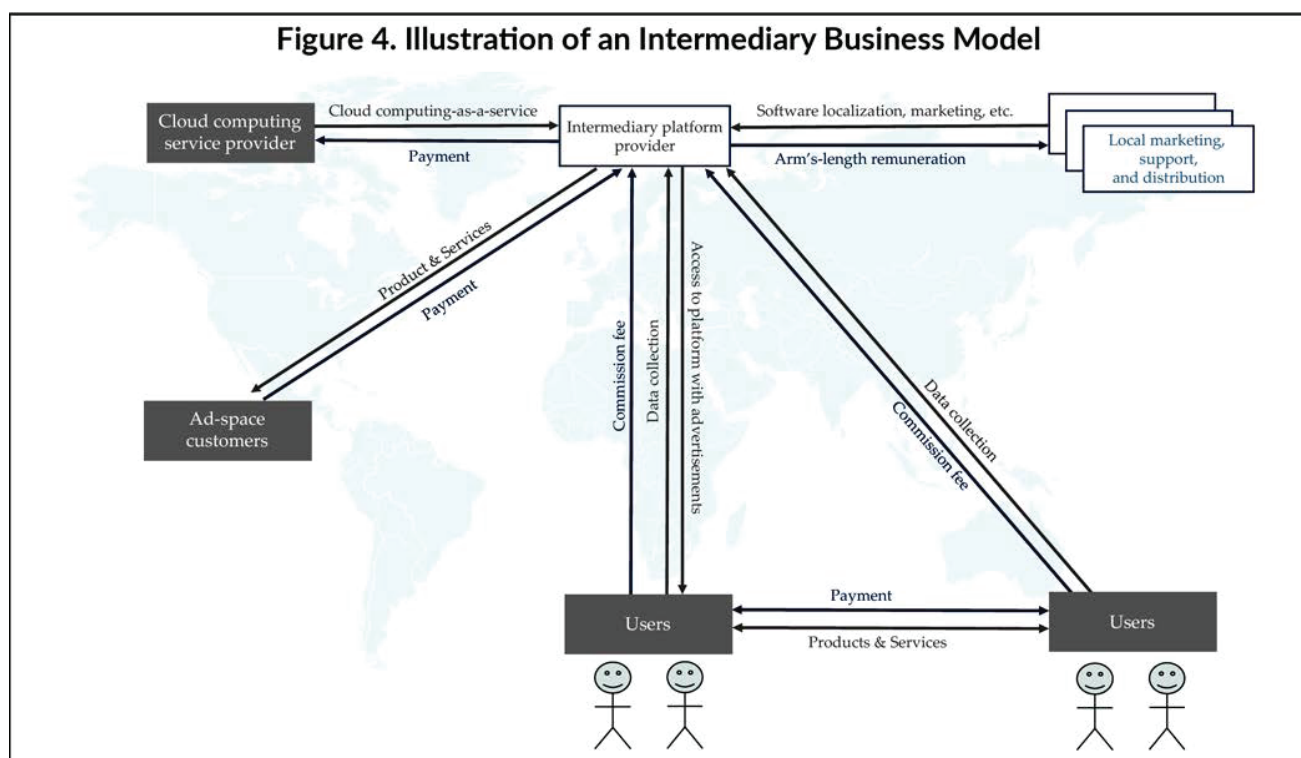 Figure 4. Illustration of an Intermediary Business Model
Cloud computing
service provider
Cloud computing-as-a-service
Payment
Intermediary platform
provider
Software localization, marketing, etc.
Arm's-length remuneration
Local marketing,
support,
and distribution
Product & Services
Payment
Ad-space
customers
Commission fee
Data collection
Access to platform with advertisements
Data collection
Commission fee
Users
Payment
Products & Services
Users